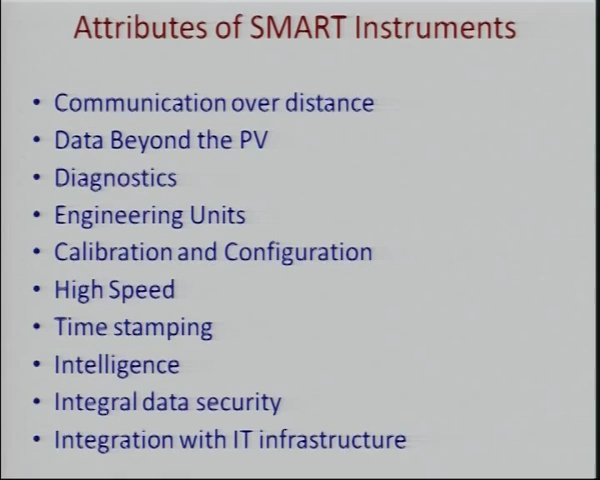 Attributes of SMART Instruments
• Communication over distance
• Data Beyond the PV
• Diagnostics
• Engineering Units
• Calibration and Configuration
• High Speed
• Time stamping
• Intelligence
• Integral data security
• Integration with IT infrastructure